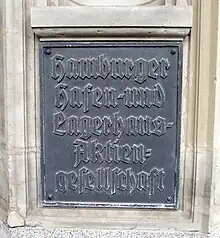 Hamburger
Hafen- und
Lagerhaus-
Aktien-
gesellschaft